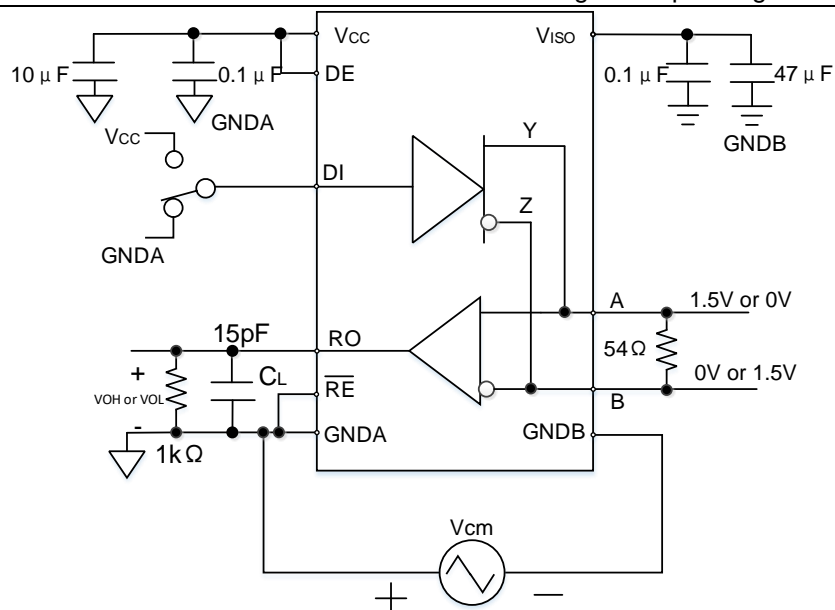 VCC
VISO
10 μ F
0.1 μ F
DE
0.1 μ F
47 μ F
GNDA
GNDB
VCC
Y
DI
Z
GNDA
A
1.5V or 0V
15pF
RO
54Ω
+
CL
RE
0V or 1.5V
VOH or VOL
B
-
GNDA
GNDB
1kΩ
Vcm
+
—